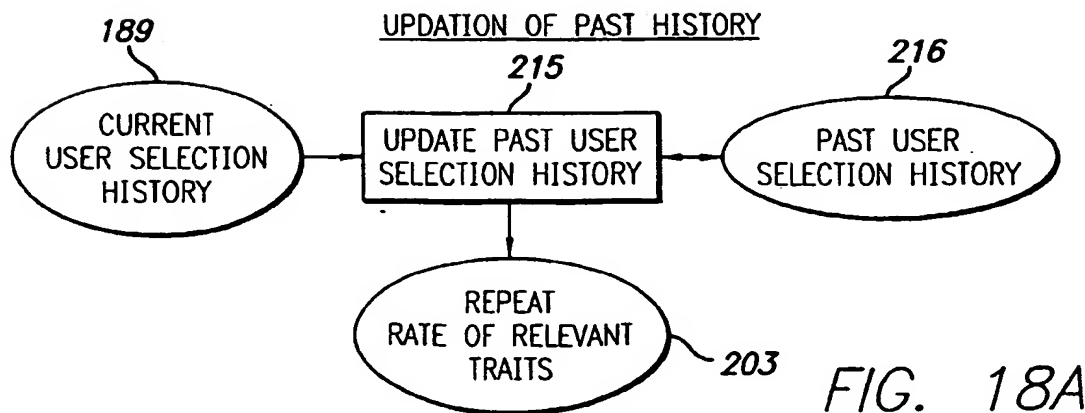 UPDATION OF PAST HISTORY
189
215
216
CURRENT
USER SELECTION
HISTORY
UPDATE PAST USER
SELECTION HISTORY
PAST USER
SELECTION HISTORY
REPEAT
RATE OF RELEVANT
TRAITS
203
FIG. 18A